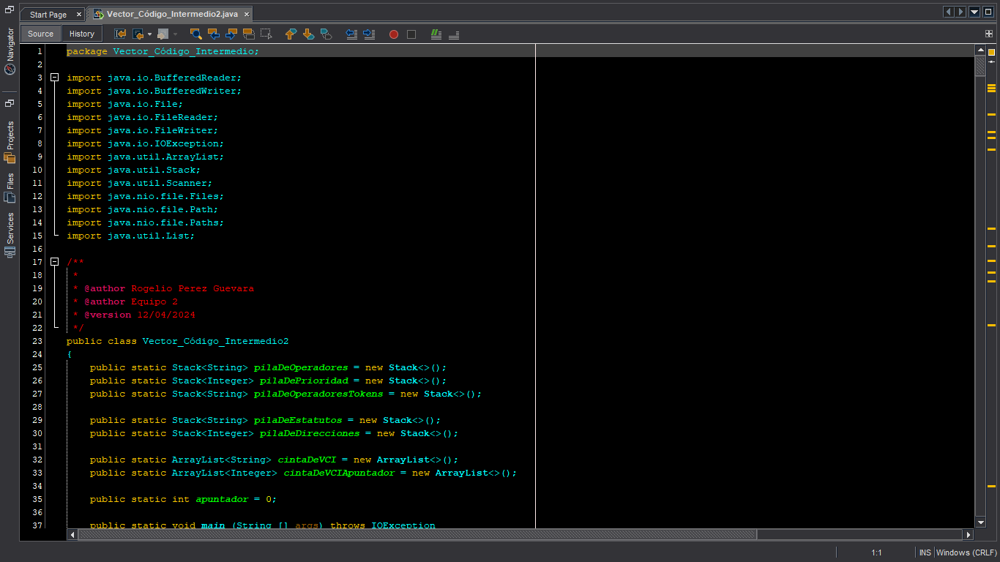 Start Page
Vector_Código_Intermedio2.java
Source
History
Navigator
Projects
Files
Services
1 package Vector_Código_Intermedio;
2
3 import java.io.BufferedReader;
4 import java.io.BufferedWriter;
5 import java.io.File;
6 import java.io.FileReader;
7 import java.io.FileWriter;
8 import java.io.IOException;
9 import java.util.ArrayList;
10 import java.util.Stack;
11 import java.util.Scanner;
12 import java.nio.file.Files;
13 import java.nio.file.Path;
14 import java.nio.file.Paths;
15 import java.util.List;
16
17 /**
18  *
19  * @author Rogelio Perez Guevara
20  * @author Equipo 2
21  * @version 12/04/2024
22  */
23 public class Vector_Código_Intermedio2
24 {
25     public static Stack<String> pilaDeOperadores = new Stack<>();
26     public static Stack<Integer> pilaDePrioridad = new Stack<>();
27     public static Stack<String> pilaDeOperadoresTokens = new Stack<>();
28
29     public static Stack<String> pilaDeEstatutos = new Stack<>();
30     public static Stack<Integer> pilaDeDirecciones = new Stack<>();
31
32     public static ArrayList<String> cintaDeVCI = new ArrayList<>();
33     public static ArrayList<Integer> cintaDeVCIApuntador = new ArrayList<>();
34
35     public static int apuntador = 0;
36
37     public static void main (String [] args) throws IOException
1:1
INS
Windows (CRLF)